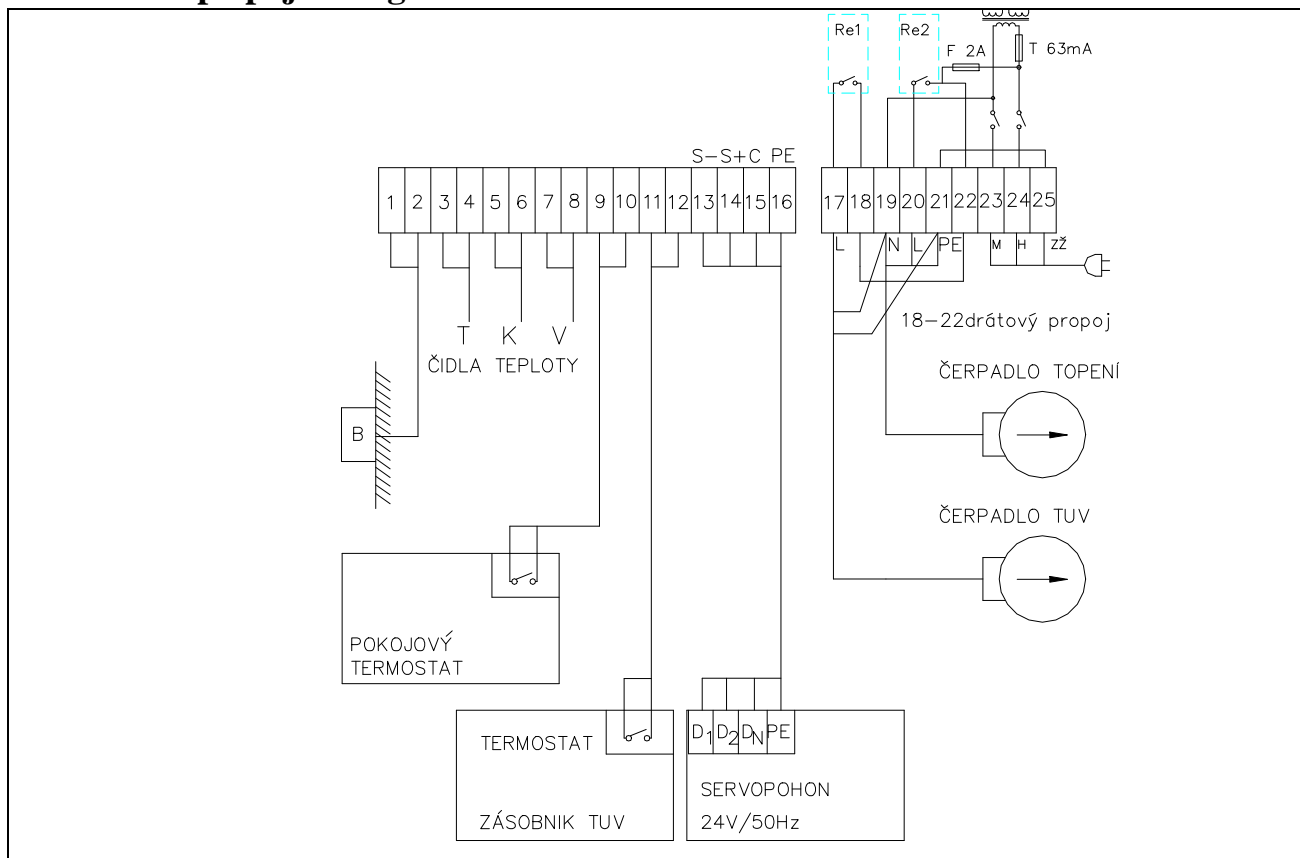 Re1 Re2
F 2A T 63mA
S-S+C PE
1 2 3 4 5 6 7 8 9 10 11 12 13 14 15 16 17 18 19 20 21 22 23 24 25
L N L PE M H ZŽ
T K V
18-22drátový propoj
ČIDLA TEPLOTY
ČERPADLO TOPENÍ
B
ČERPADLO TUV
POKOJOVÝ
TERMOSTAT
TERMOSTAT
D1 D2 DN PE
SERVOPOHON
ZÁSOBNIK TUV
24V/50Hz